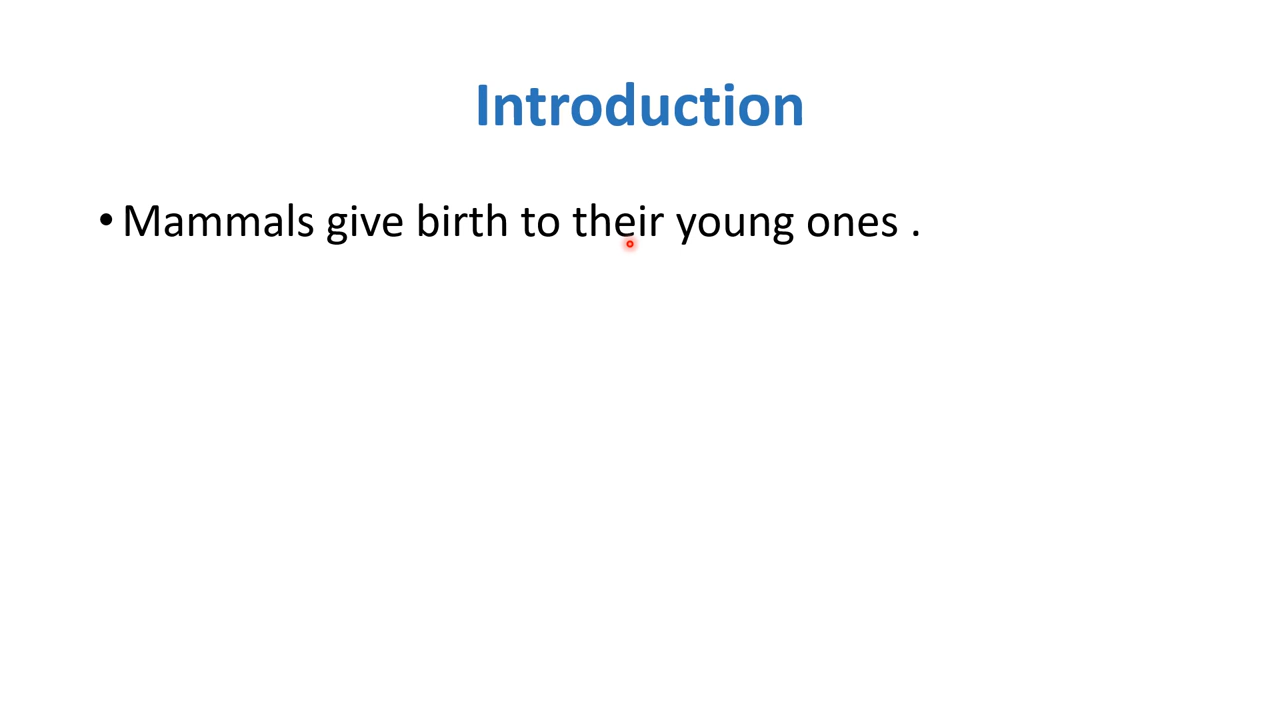 Introduction
•Mammals give birth to their young ones .